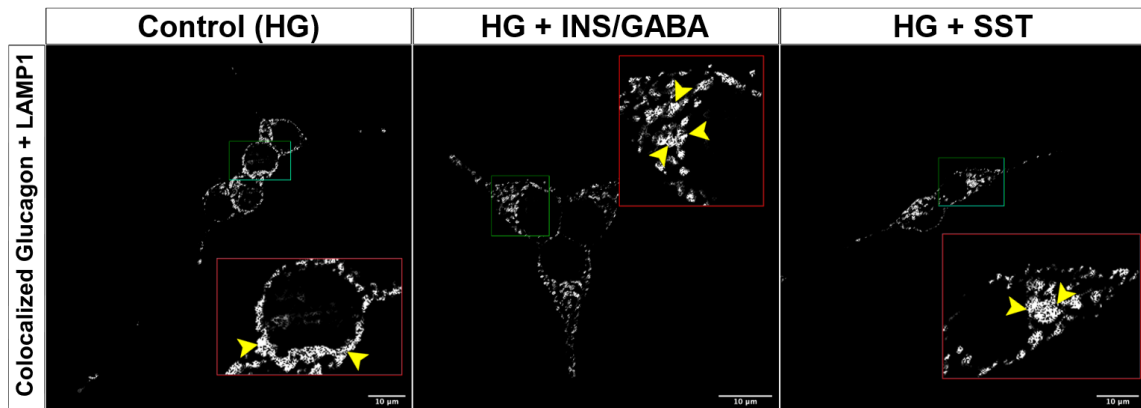 Control (HG)
HG + INS/GABA
HG + SST
Colocalized Glucagon + LAMP1
10 µm
10 µm
10 µm